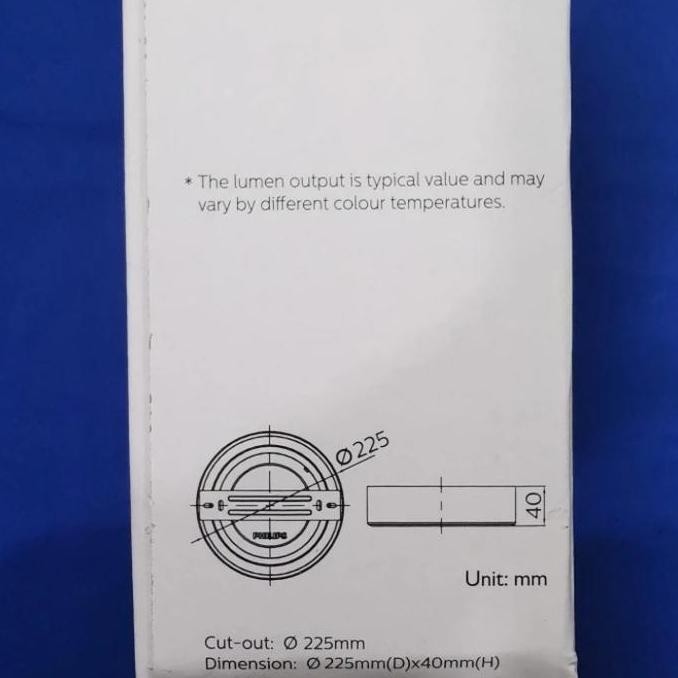 * The lumen output is typical value and may
vary by different colour temperatures.
Ø 225
40
PHILIPS
Unit: mm
Cut-out: Ø 225mm
Dimension: Ø 225mm(D)x40mm(H)